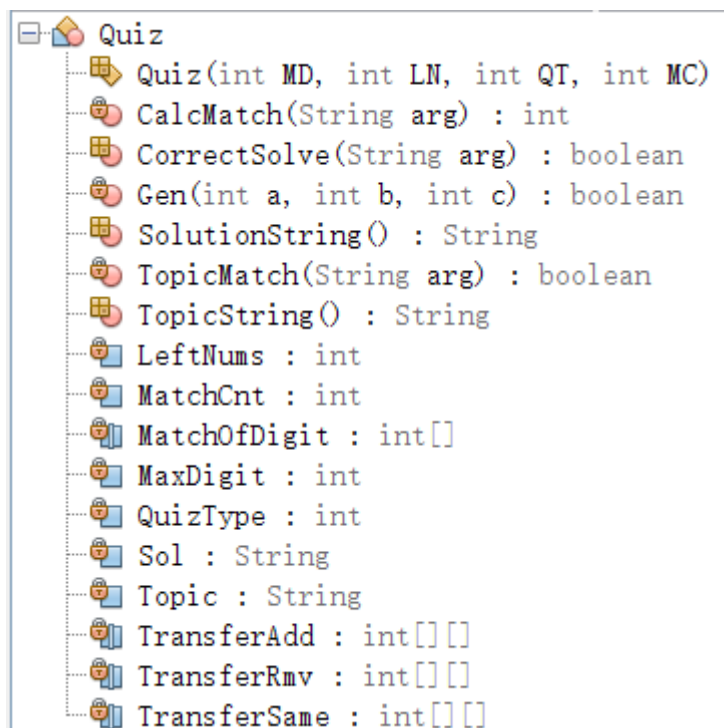 Quiz
Quiz(int MD, int LN, int QT, int MC)
CalcMatch(String arg) : int
CorrectSolve(String arg) : boolean
Gen(int a, int b, int c) : boolean
SolutionString() : String
TopicMatch(String arg) : boolean
TopicString() : String
LeftNums : int
MatchCnt : int
MatchOfDigit : int[]
MaxDigit : int
QuizType : int
Sol : String
Topic : String
TransferAdd : int[][]
TransferRmv : int[][]
TransferSame : int[][]